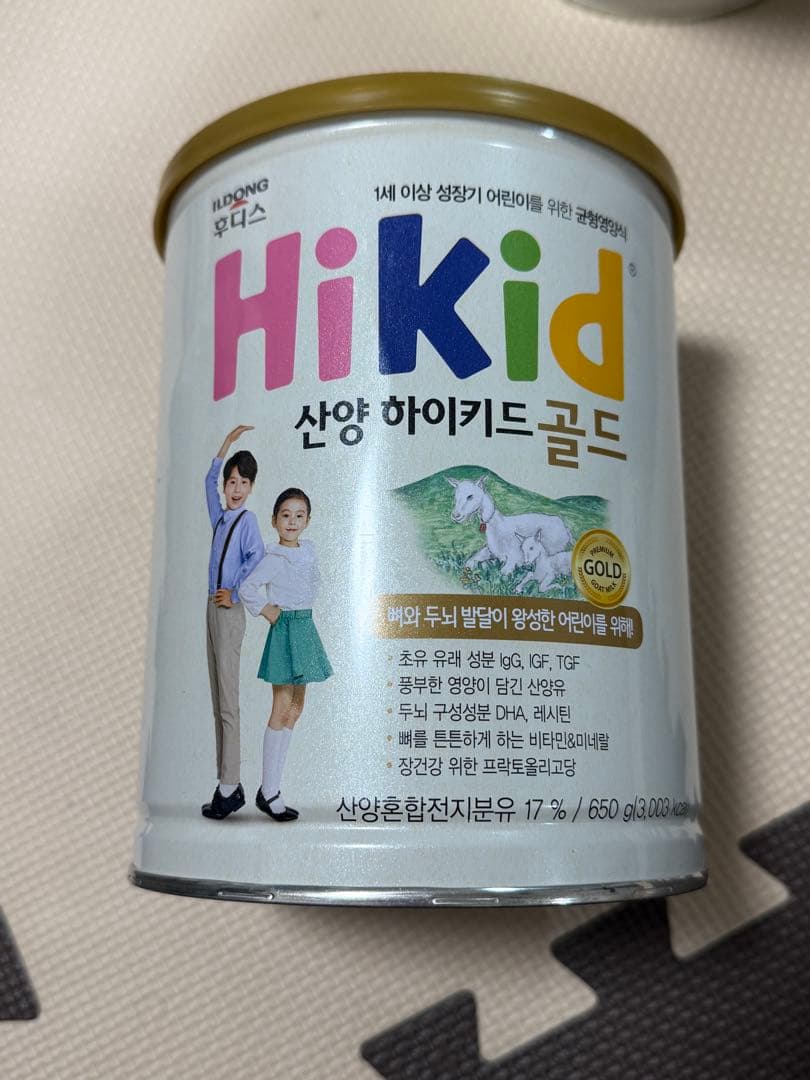 ILDONG
후디스
1세 이상 성장기 어린이를 위한 균형영양식
HiKid®
산양 하이키드 골드
PREMIUM
GOLD
GOAT MILK
뼈와 두뇌 발달이 왕성한 어린이를 위해!
• 초유 유래 성분 IgG, IGF, TGF
• 풍부한 영양이 담긴 산양유
• 두뇌 구성성분 DHA, 레시틴
• 뼈를 튼튼하게 하는 비타민&미네랄
• 장건강 위한 프락토올리고당
산양혼합전지분유 17 % / 650 g(3,003 kcal